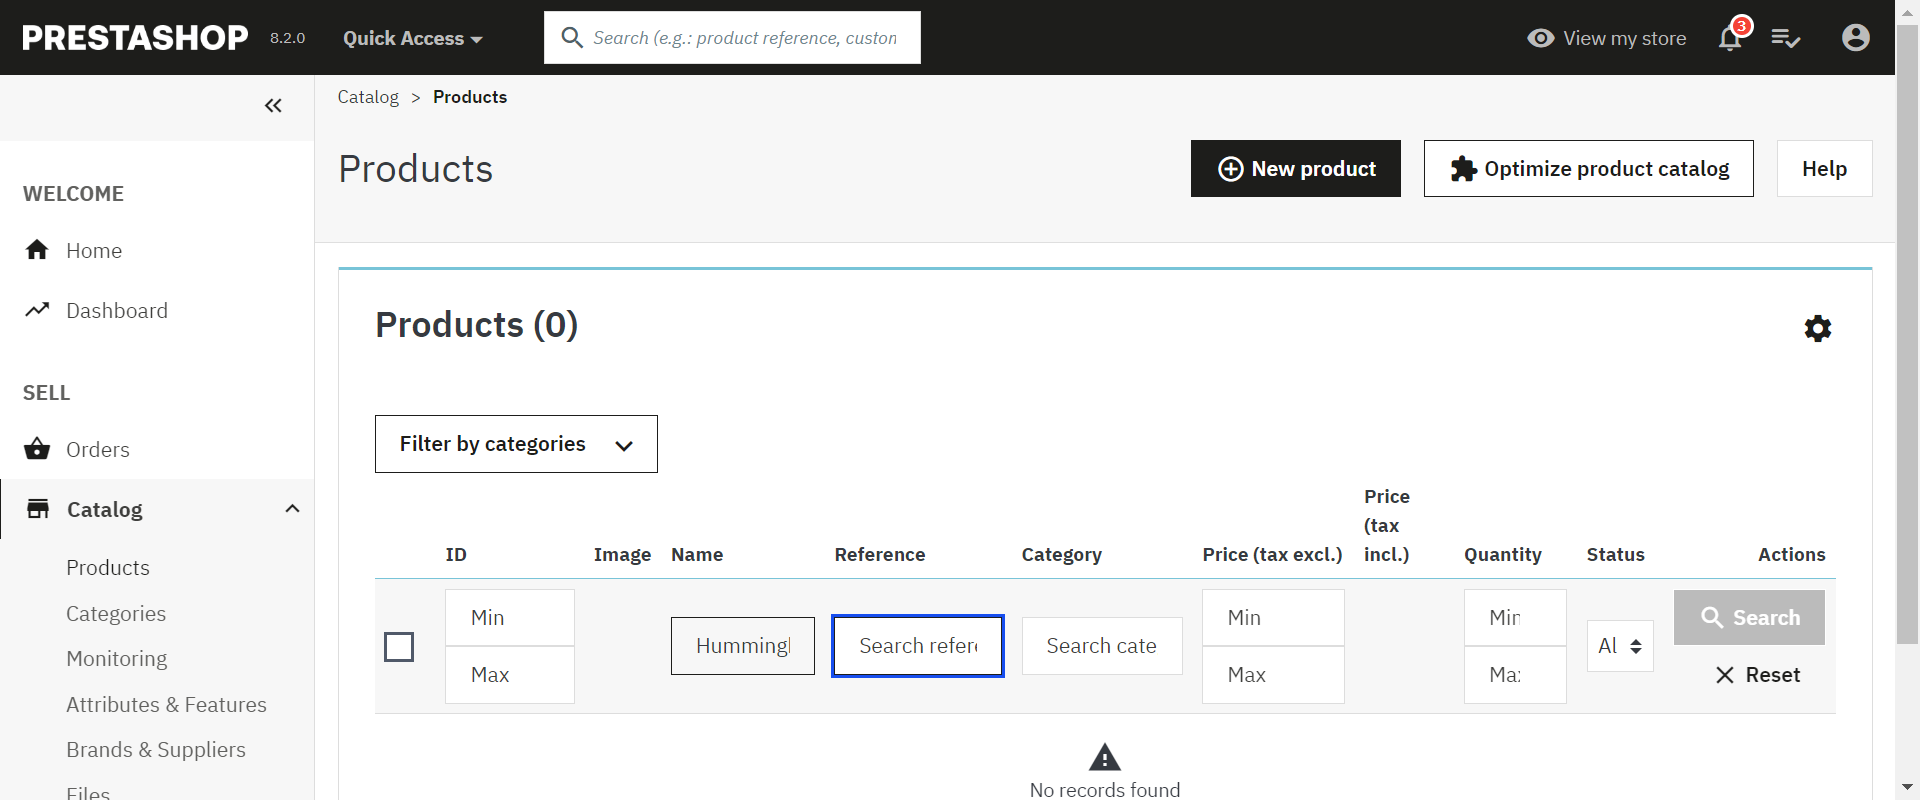 PRESTASHOP 8.2.0 Quick Access Search (e.g.: product reference, custon View my store 3
Catalog > Products
Products
New product Optimize product catalog Help
WELCOME
Home
Dashboard
SELL
Orders
Catalog
Products
Categories
Monitoring
Attributes & Features
Brands & Suppliers
Files
Products (0)
Filter by categories
ID Image Name Reference Category Price (tax excl.) Price (tax incl.) Quantity Status Actions
Min Min Min Search
Humming Search refer Search cate Al
Max Max Ma Reset
No records found